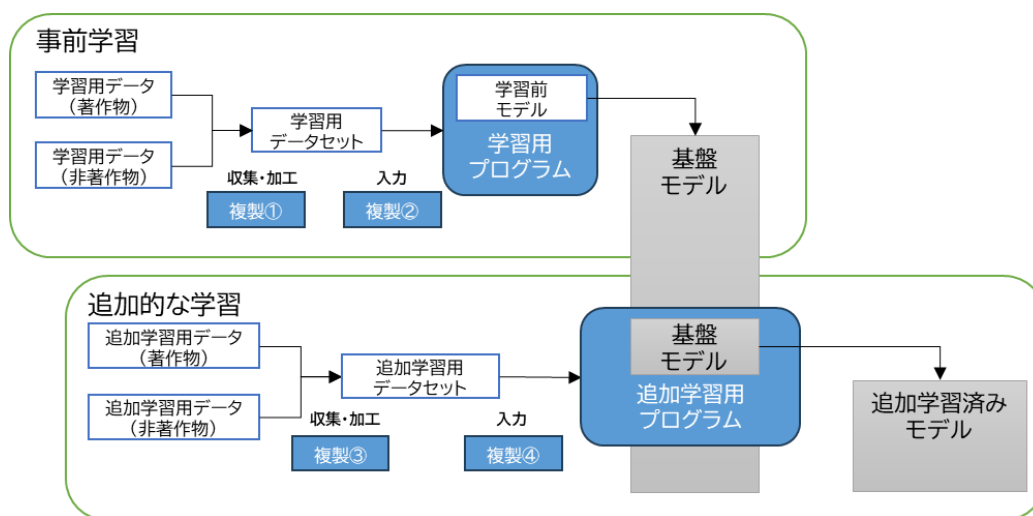 事前学習
学習用データ
（著作物）
学習用データ
（非著作物）
学習用
データセット
収集・加工
複製①
入力
複製②
学習前
モデル
学習用
プログラム
基盤
モデル
追加的な学習
追加学習用データ
（著作物）
追加学習用データ
（非著作物）
追加学習用
データセット
収集・加工
複製③
入力
複製④
基盤
モデル
追加学習用
プログラム
追加学習済み
モデル